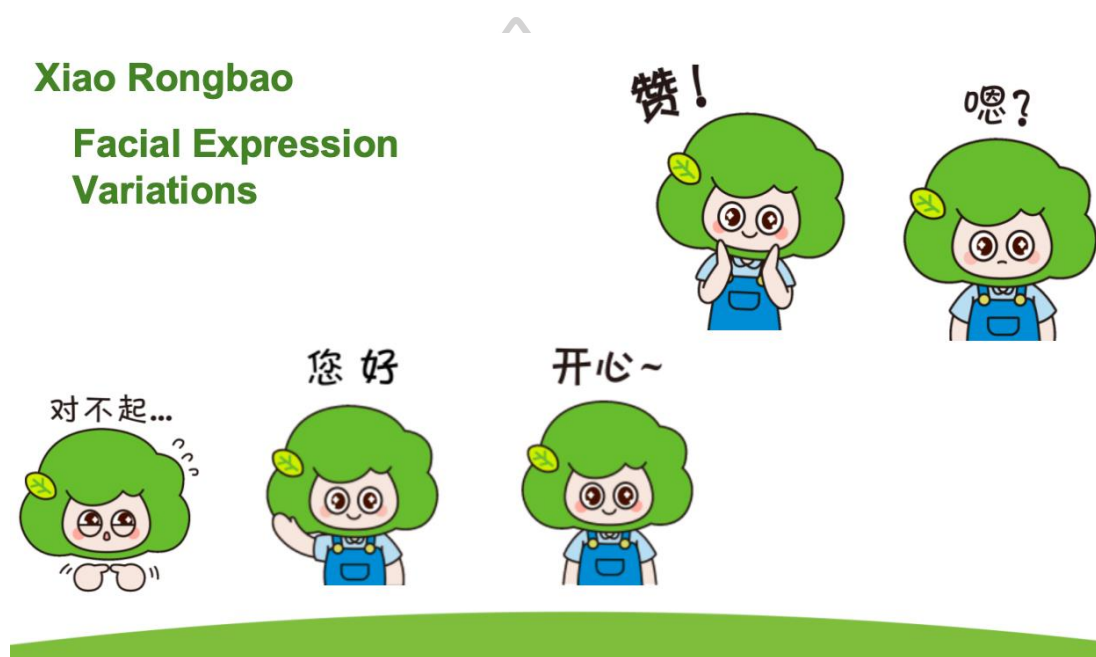 Xiao Rongbao
Facial Expression
Variations
赞！
嗯？
对不起...
您 好
开心~